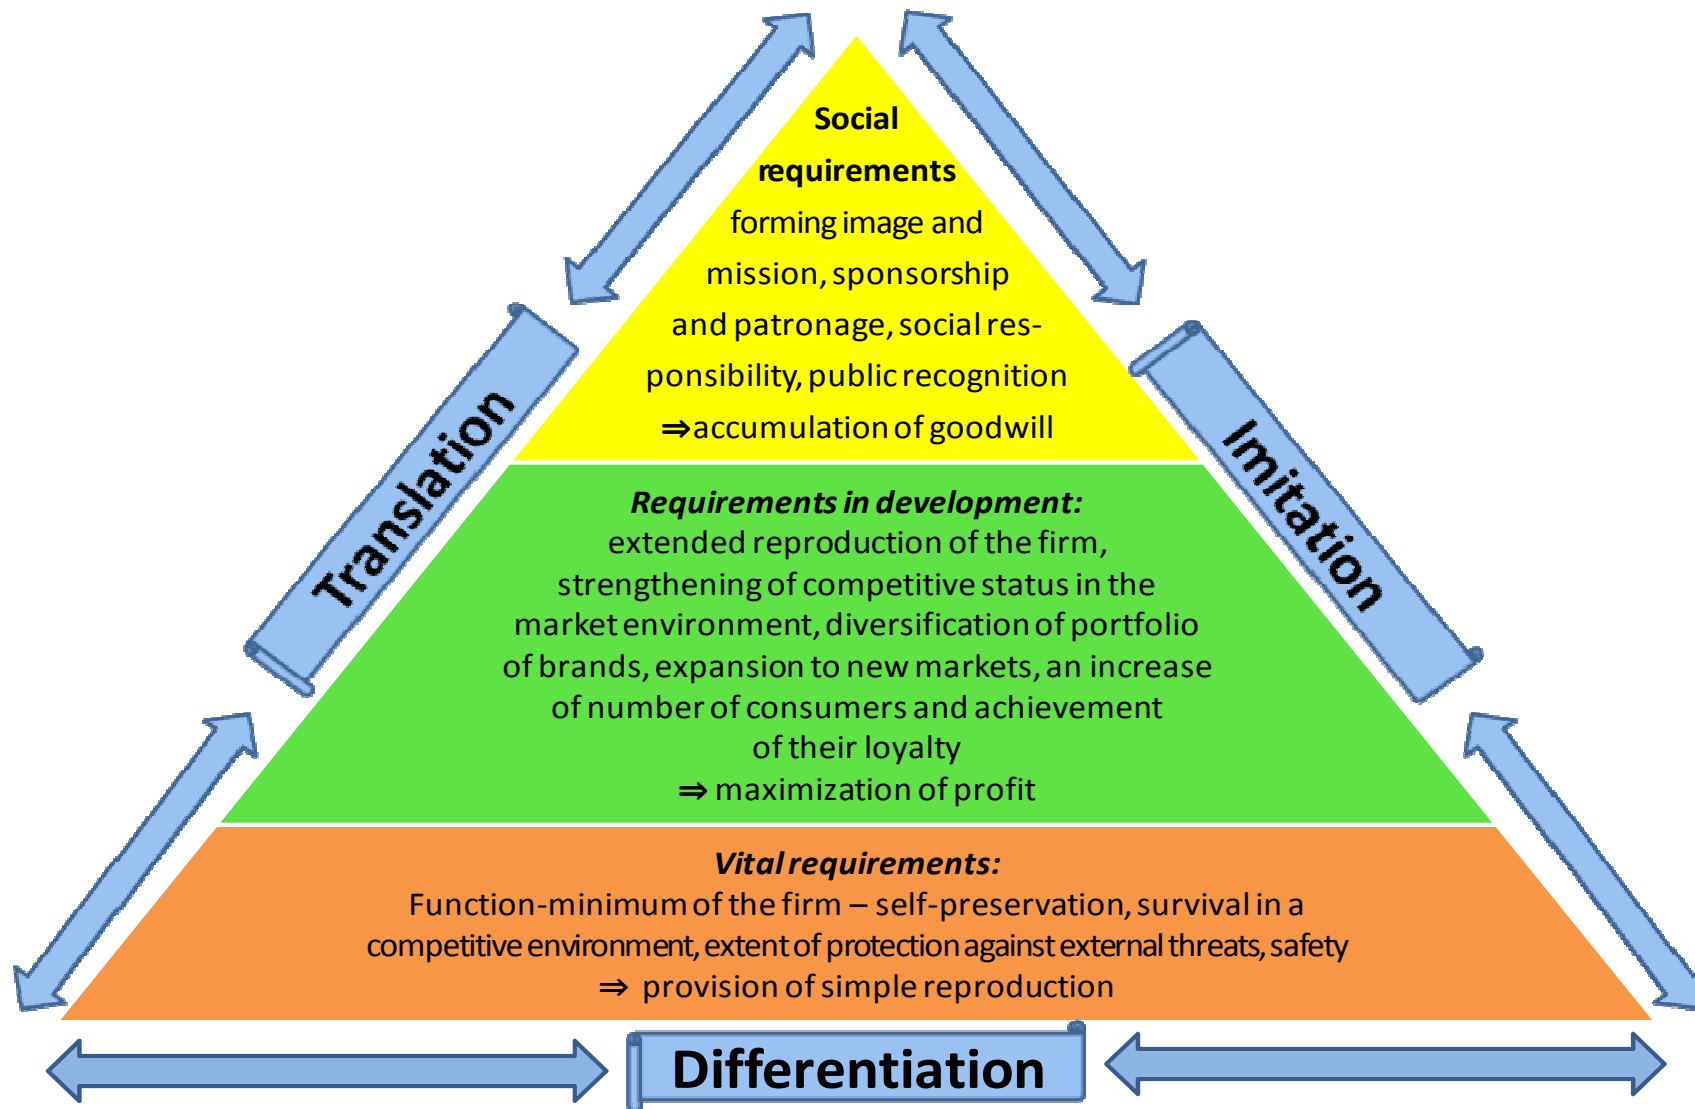 Social
requirements
forming image and
mission, sponsorship
and patronage, social res-
ponsibility, public recognition
⇒accumulation of goodwill
Translation
Imitation
Requirements in development:
extended reproduction of the firm,
strengthening of competitive status in the
market environment, diversification of portfolio
of brands, expansion to new markets, an increase
of number of consumers and achievement
of their loyalty
⇒ maximization of profit
Vital requirements:
Function-minimum of the firm – self-preservation, survival in a
competitive environment, extent of protection against external threats, safety
⇒ provision of simple reproduction
Differentiation